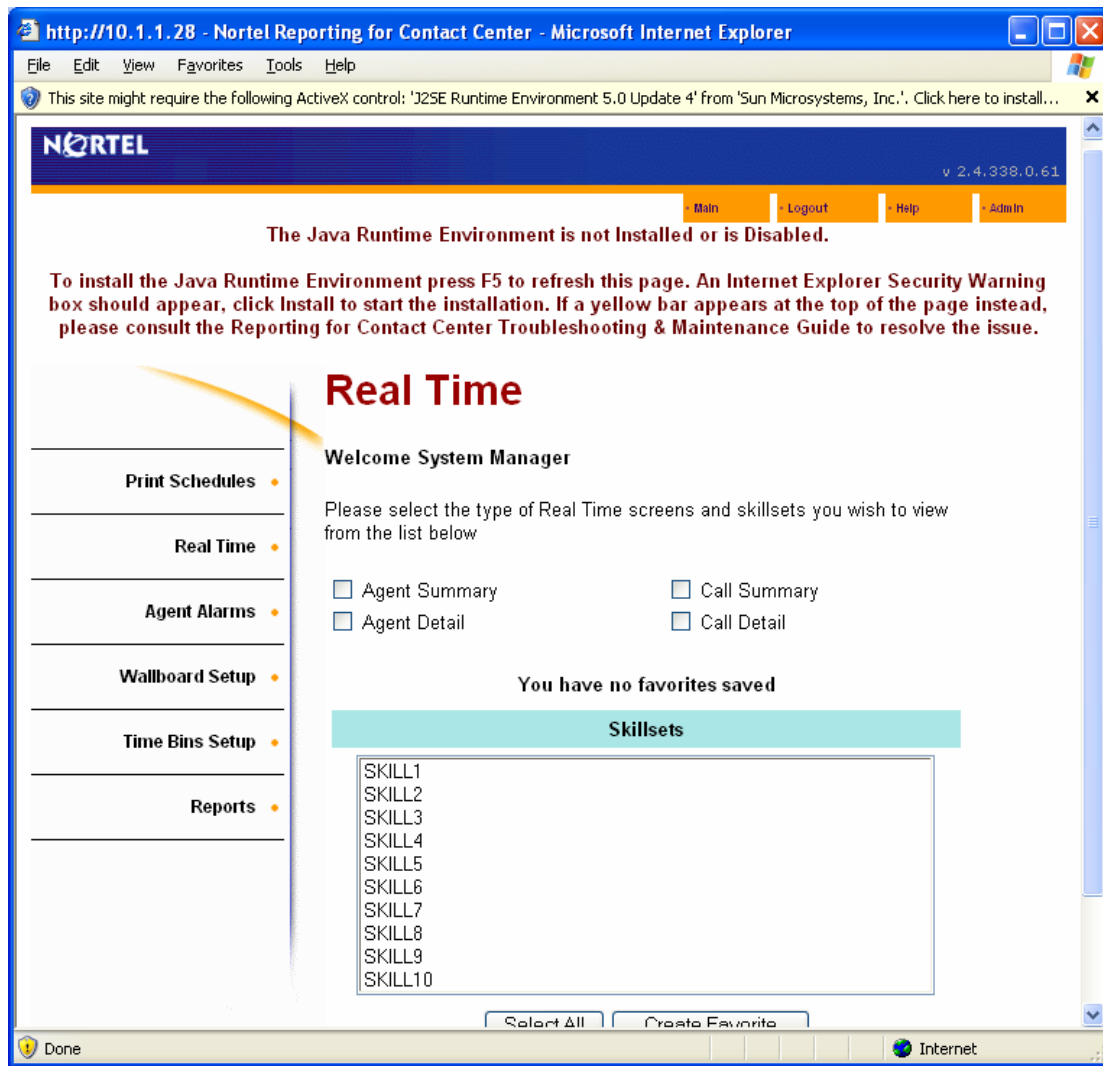 http://10.1.1.28 - Nortel Reporting for Contact Center - Microsoft Internet Explorer
File Edit View Favorites Tools Help
This site might require the following ActiveX control: 'J2SE Runtime Environment 5.0 Update 4' from 'Sun Microsystems, Inc.'. Click here to install...
NORTEL
v 2.4.338.0.61
Main Logout Help Admin
The Java Runtime Environment is not Installed or is Disabled.
To install the Java Runtime Environment press F5 to refresh this page. An Internet Explorer Security Warning
box should appear, click Install to start the installation. If a yellow bar appears at the top of the page instead,
please consult the Reporting for Contact Center Troubleshooting & Maintenance Guide to resolve the issue.
Print Schedules
Real Time
Agent Alarms
Wallboard Setup
Time Bins Setup
Reports
Real Time
Welcome System Manager
Please select the type of Real Time screens and skillsets you wish to view
from the list below
Agent Summary Call Summary
Agent Detail Call Detail
You have no favorites saved
Skillsets
SKILL1
SKILL2
SKILL3
SKILL4
SKILL5
SKILL6
SKILL7
SKILL8
SKILL9
SKILL10
Select All Create Favorite
Done Internet